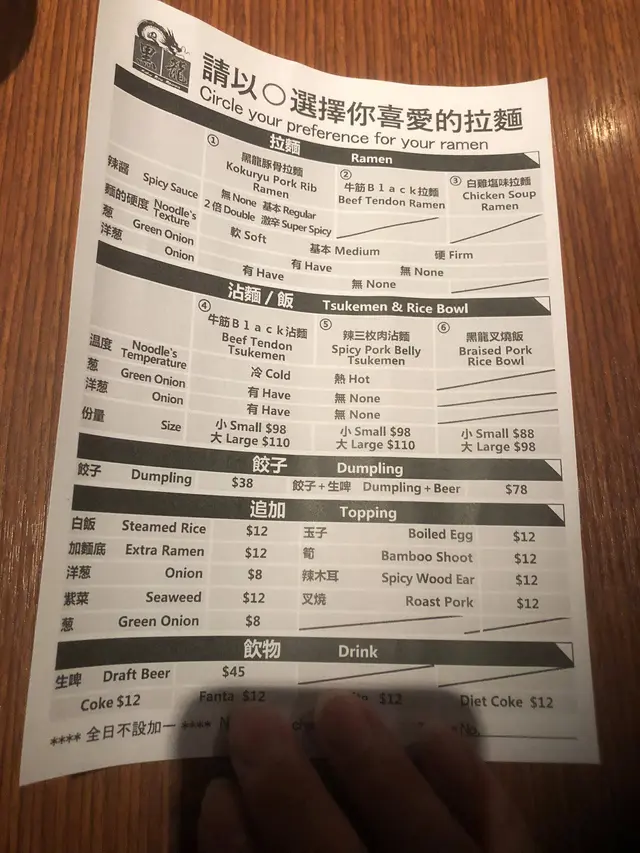 黑龍
請以○選擇你喜愛的拉麵
Circle your preference for your ramen
拉麵 Ramen
① 黑龍豚骨拉麵 Kokuryu Pork Rib Ramen
② 牛筋Black拉麵 Beef Tendon Ramen
③ 白雞塩味拉麵 Chicken Soup Ramen
辣醬 Spicy Sauce 無 None 基本 Regular 2倍 Double 激辛 Super Spicy
麵的硬度 Noodle's Texture 軟 Soft 基本 Medium 硬 Firm
葱 Green Onion 有 Have 無 None
洋葱 Onion 有 Have 無 None
沾麵/飯 Tsukemen & Rice Bowl
④ 牛筋Black沾麵 Beef Tendon Tsukemen
⑤ 辣三枚肉沾麵 Spicy Pork Belly Tsukemen
⑥ 黑龍叉燒飯 Braised Pork Rice Bowl
溫度 Noodle's Temperature 冷 Cold 熱 Hot
葱 Green Onion 有 Have 無 None
洋葱 Onion 有 Have 無 None
份量 Size 小 Small $98 大 Large $110 小 Small $98 大 Large $110 小 Small $88 大 Large $98
餃子 Dumpling
餃子 Dumpling $38 餃子+生啤 Dumpling+Beer $78
追加 Topping
白飯 Steamed Rice $12 玉子 Boiled Egg $12
加麵底 Extra Ramen $12 筍 Bamboo Shoot $12
洋葱 Onion $8 辣木耳 Spicy Wood Ear $12
紫菜 Seaweed $12 叉燒 Roast Pork $12
葱 Green Onion $8
飲物 Drink
生啤 Draft Beer $45
Coke $12 Fanta $12 $12 Diet Coke $12
**** 全日不設加一 **** No.